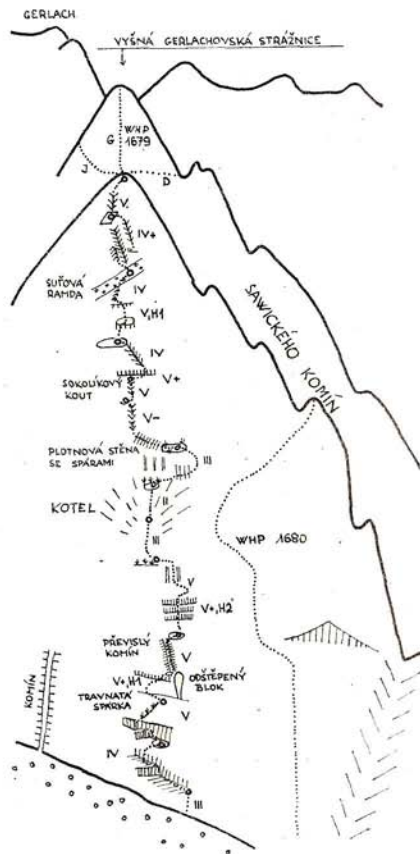 GERLACH.
VYŠNÁ GERLACHOVSKÁ STRÁŽNICE
G
WHP
1679
J
D
V
IV+
SUŤOVÁ
RAMPA
IV
V,H1
IV
V+
SOKOLÍKOVÝ
KOUT
V
V-
PLOTNOVÁ STĚNA
SE SPÁRAMI
III
II
KOTEL
III
SAWICKÉHO KOMÍN
WHP 1680
V
V+,H2
PŘEVISLÝ
KOMÍN
V
V+,H1
ODŠTĚPENÝ
BLOK
TRAVNATÁ
SPÁRKA
V
KOMÍN
IV
III